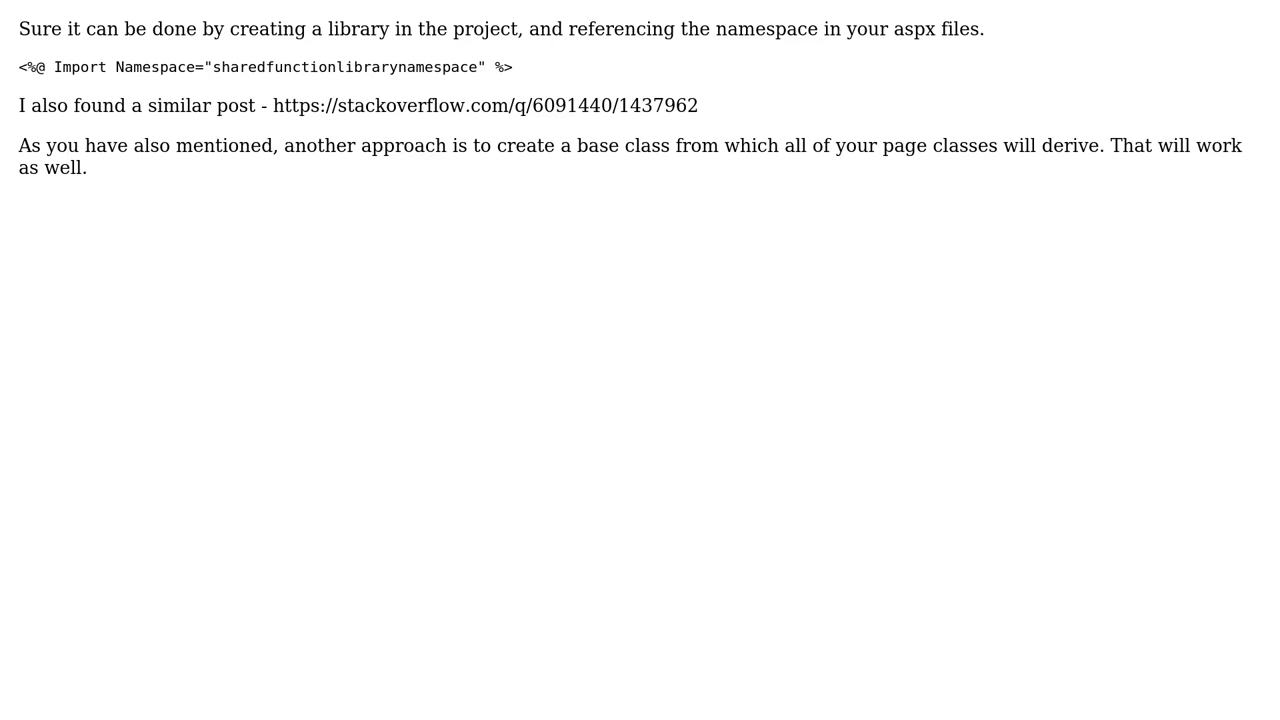 Sure it can be done by creating a library in the project, and referencing the namespace in your aspx files.
<%@ Import Namespace="sharedfunctionlibrarynamespace" %>
I also found a similar post - https://stackoverflow.com/q/6091440/1437962
As you have also mentioned, another approach is to create a base class from which all of your page classes will derive. That will work
as well.